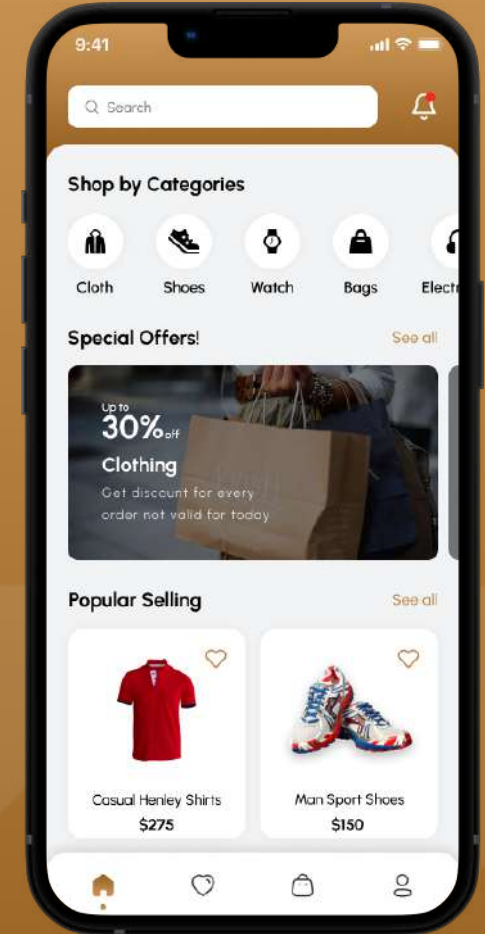 9:41
Search
Shop by Categories
Cloth Shoes Watch Bags Electr
Special Offers! See all
Up to
30% off
Clothing
Get discount for every
order not valid for today
Popular Selling See all
Casual Henley Shirts Man Sport Shoes
$275 $150